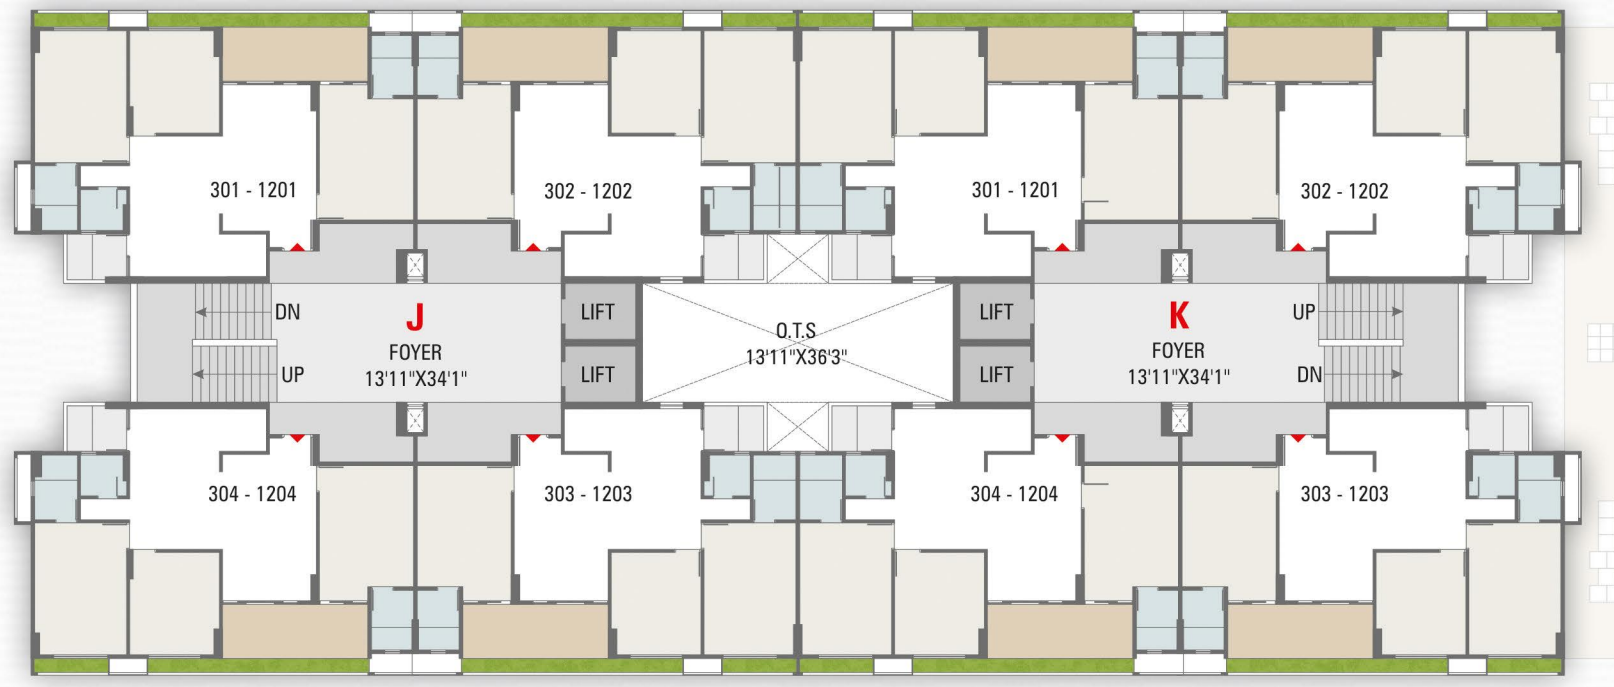 301 - 1201
302 - 1202
301 - 1201
302 - 1202
DN
J
LIFT
LIFT
K
UP
FOYER
O.T.S
FOYER
13'11"X34'1"
13'11"X36'3"
13'11"X34'1"
UP
LIFT
LIFT
DN
304 - 1204
303 - 1203
304 - 1204
303 - 1203